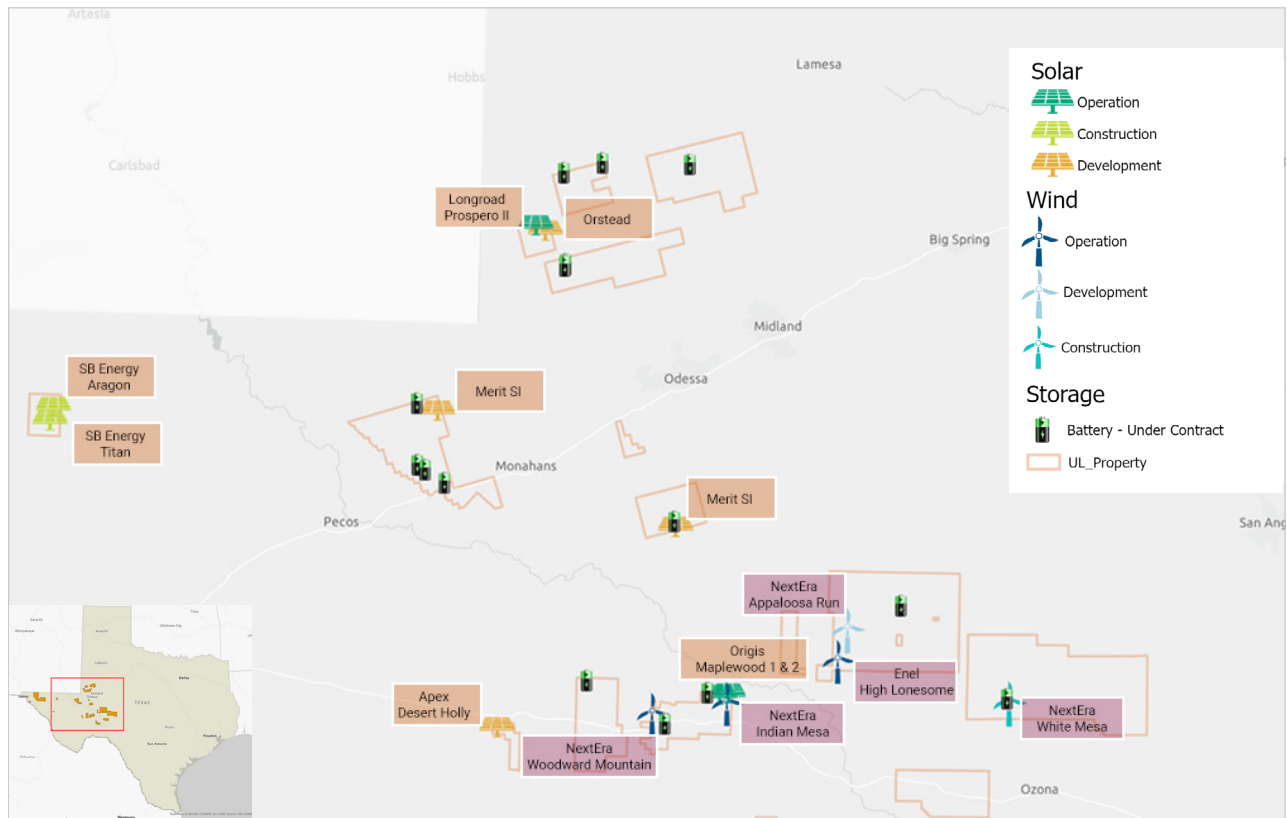 Artesia
Hobbs
Lamesa
Carlsbad
Solar
Operation
Construction
Development
Wind
Operation
Development
Construction
Storage
Battery - Under Contract
UL_Property
Longroad
Prospero II
Orstead
Big Spring
Midland
Odessa
SB Energy
Aragon
SB Energy
Titan
Merit SI
Monahans
Pecos
Merit SI
San Ang
NextEra
Appaloosa Run
Origis
Maplewood 1 & 2
Enel
High Lonesome
Apex
Desert Holly
NextEra
Woodward Mountain
NextEra
Indian Mesa
NextEra
White Mesa
Ozona
TEXAS
Dallas
Houston